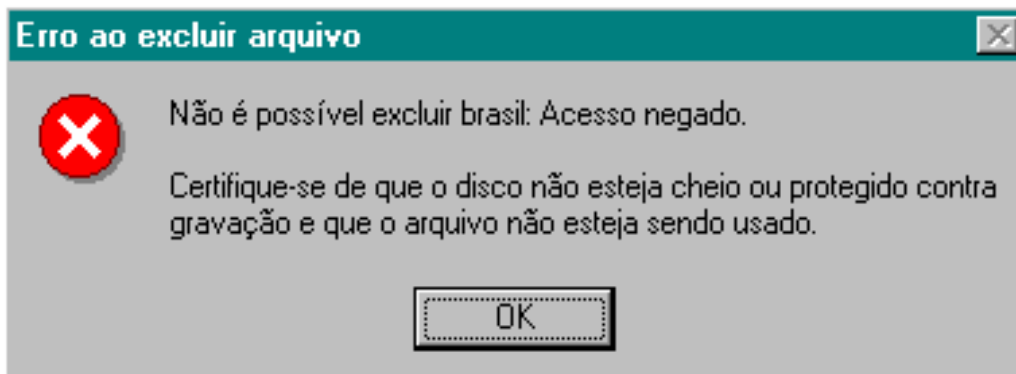 Erro ao excluir arquivo
Não é possível excluir brasil: Acesso negado.
Certifique-se de que o disco não esteja cheio ou protegido contra
gravação e que o arquivo não esteja sendo usado.
OK